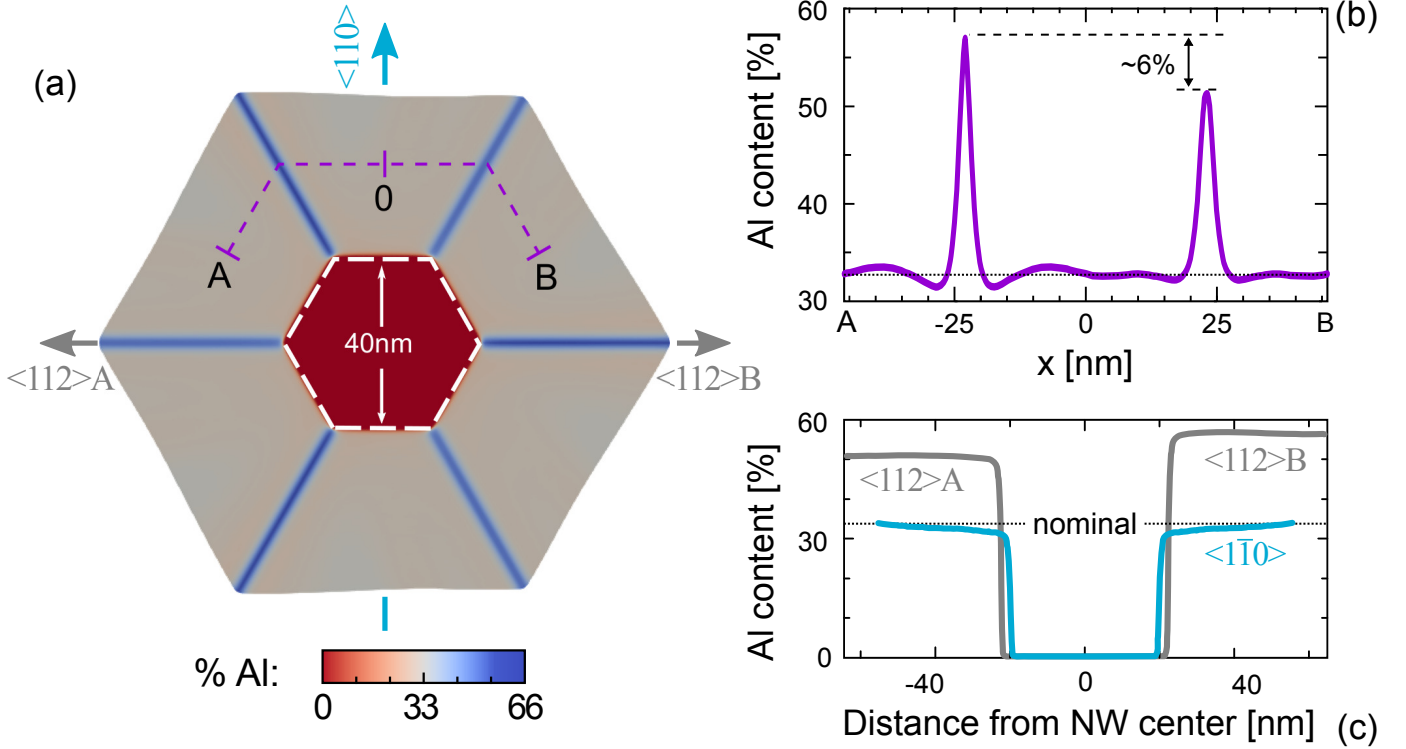 (a)
<110>
0
A
B
40nm
<112>A
<112>B
% Al:
0
33
66
(b)
Al content [%]
60
50
40
30
~6%
A
-25
0
25
B
x [nm]
Al content [%]
60
30
0
<112>A
<112>B
nominal
<11̅0>
-40
0
40
Distance from NW center [nm]
(c)